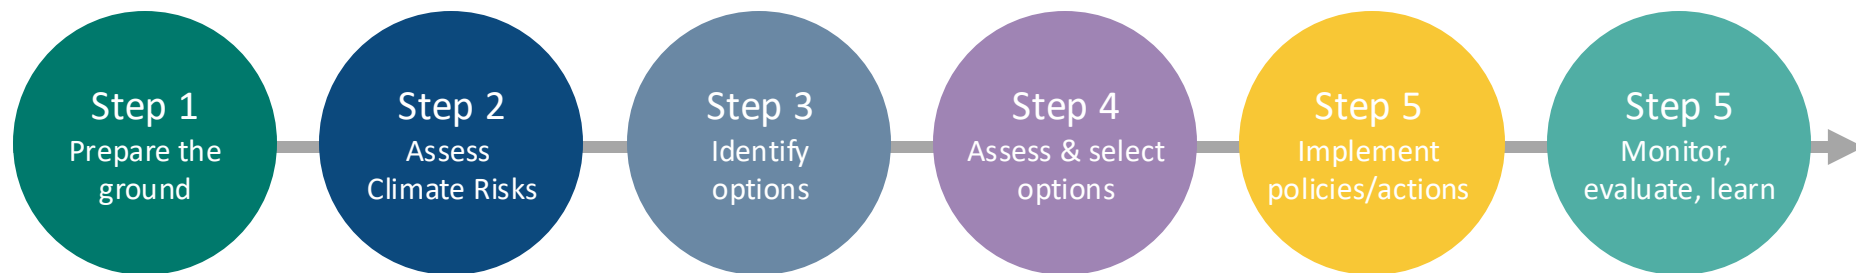 Step 1
Prepare the
ground
Step 2
Assess
Climate Risks
Step 3
Identify
options
Step 4
Assess & select
options
Step 5
Implement
policies/actions
Step 5
Monitor,
evaluate, learn